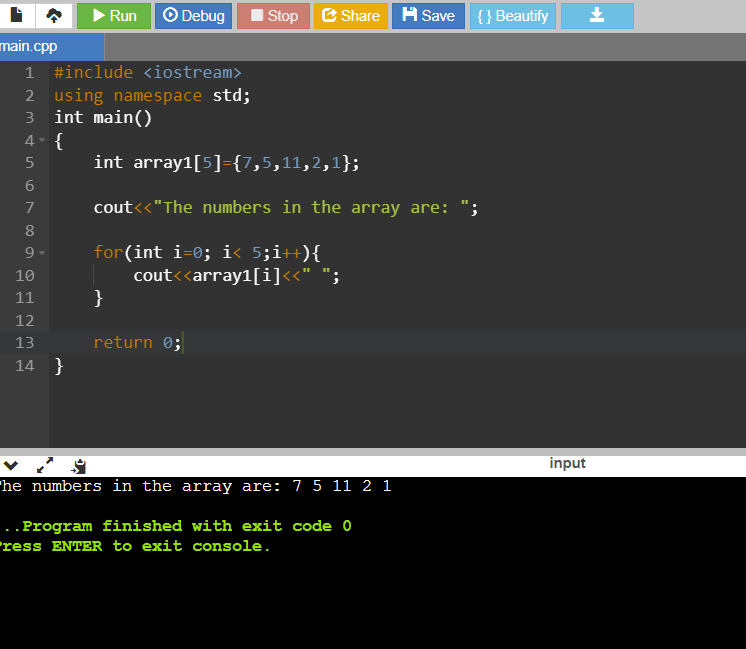 Run Debug Stop Share Save { } Beautify
main.cpp
1 #include <iostream>
2 using namespace std;
3 int main()
4 {
5     int array1[5]={7,5,11,2,1};
6
7     cout<<"The numbers in the array are: ";
8
9     for(int i=0; i< 5;i++){
10         cout<<array1[i]<<" ";
11     }
12
13     return 0;
14 }
input
The numbers in the array are: 7 5 11 2 1
...Program finished with exit code 0
Press ENTER to exit console.